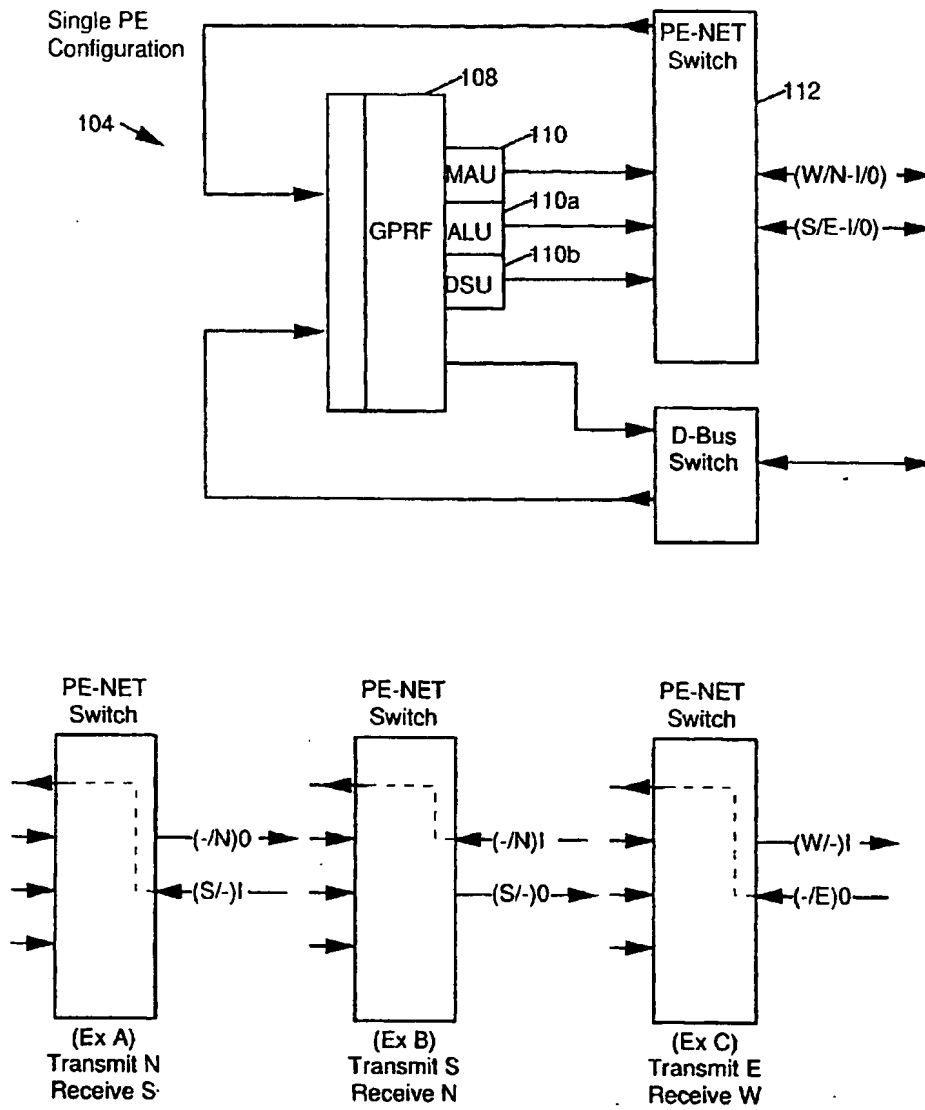 Single PE
Configuration
104
108
110
MAU
110a
GPRF
ALU
110b
DSU
PE-NET
Switch
112
(W/N-I/0)
(S/E-I/0)
D-Bus
Switch
PE-NET
Switch
(-/N)0
(S/-)I
(Ex A)
Transmit N
Receive S
PE-NET
Switch
(-/N)I
(S/-)0
(Ex B)
Transmit S
Receive N
PE-NET
Switch
(W/-)I
(-/E)0
(Ex C)
Transmit E
Receive W